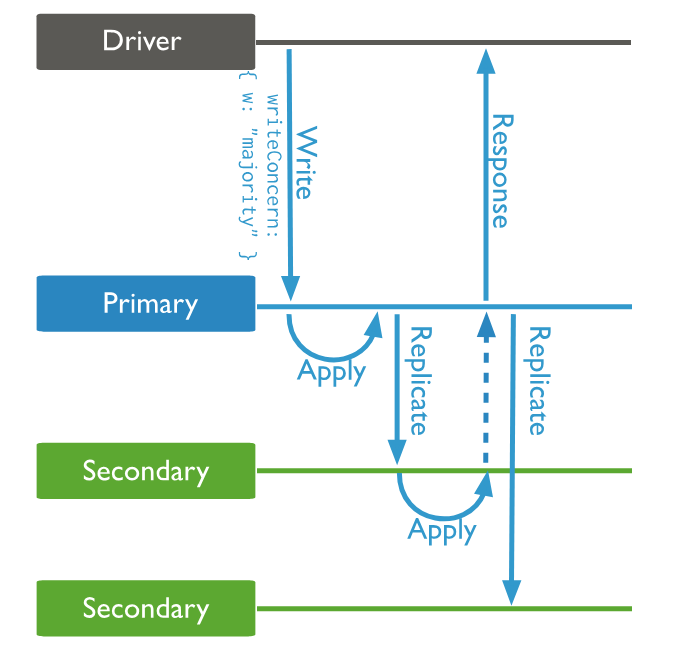 Driver
Write
writeConcern:
{ w: "majority" }
Response
Primary
Apply
Replicate
Replicate
Secondary
Apply
Secondary